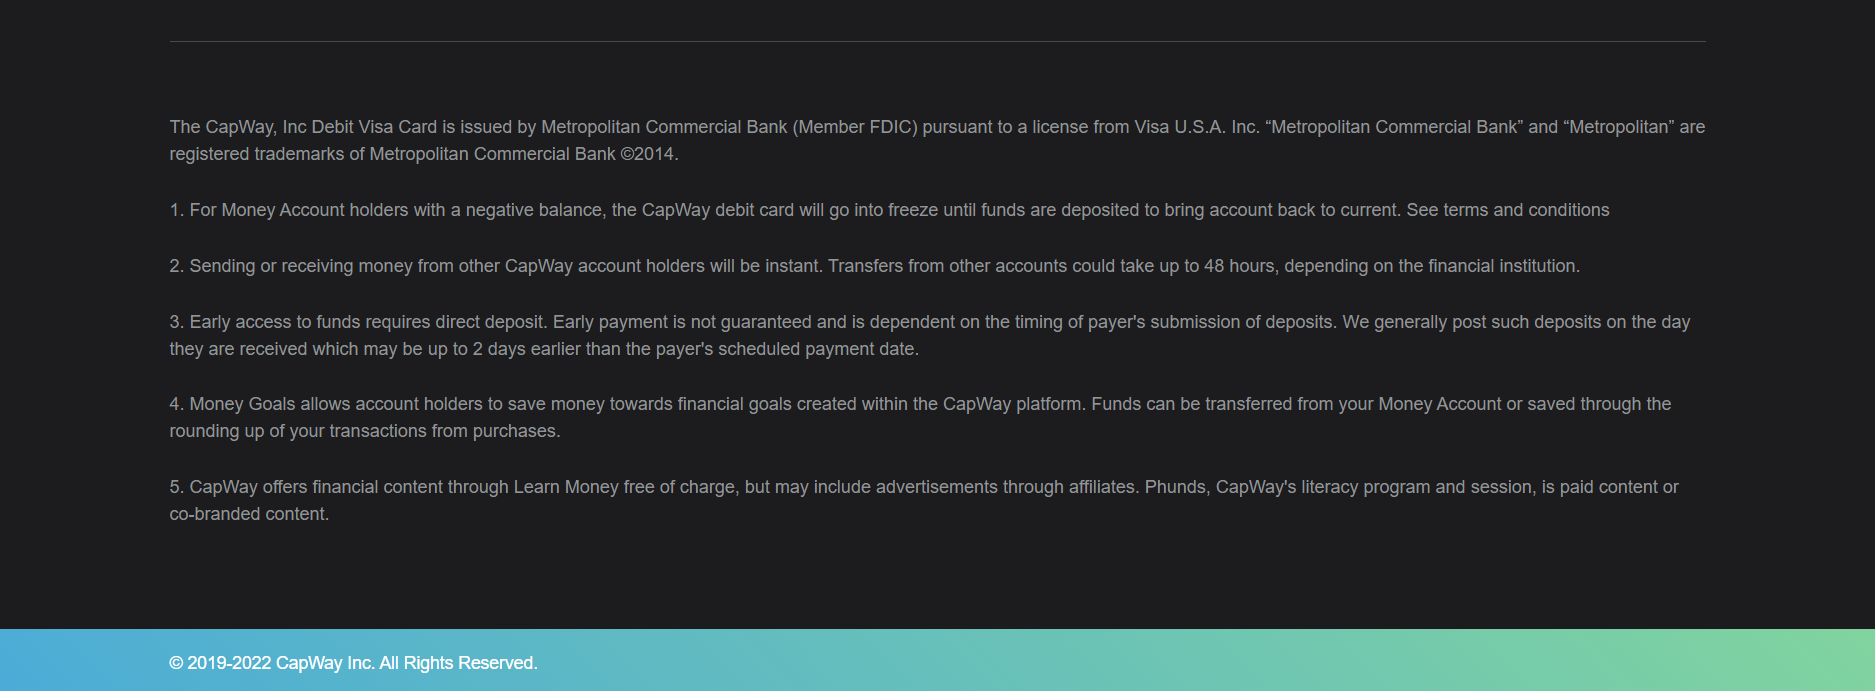 The CapWay, Inc Debit Visa Card is issued by Metropolitan Commercial Bank (Member FDIC) pursuant to a license from Visa U.S.A. Inc. “Metropolitan Commercial Bank” and “Metropolitan” are
registered trademarks of Metropolitan Commercial Bank ©2014.
1. For Money Account holders with a negative balance, the CapWay debit card will go into freeze until funds are deposited to bring account back to current. See terms and conditions
2. Sending or receiving money from other CapWay account holders will be instant. Transfers from other accounts could take up to 48 hours, depending on the financial institution.
3. Early access to funds requires direct deposit. Early payment is not guaranteed and is dependent on the timing of payer's submission of deposits. We generally post such deposits on the day
they are received which may be up to 2 days earlier than the payer's scheduled payment date.
4. Money Goals allows account holders to save money towards financial goals created within the CapWay platform. Funds can be transferred from your Money Account or saved through the
rounding up of your transactions from purchases.
5. CapWay offers financial content through Learn Money free of charge, but may include advertisements through affiliates. Phunds, CapWay's literacy program and session, is paid content or
co-branded content.
© 2019-2022 CapWay Inc. All Rights Reserved.